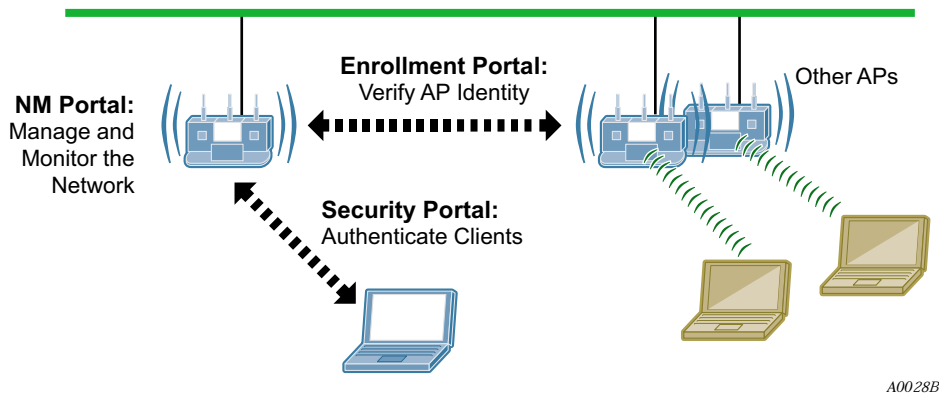 Enrollment Portal:
Verify AP Identity
Other APs
NM Portal:
Manage and
Monitor the
Network
Security Portal:
Authenticate Clients
A0028B